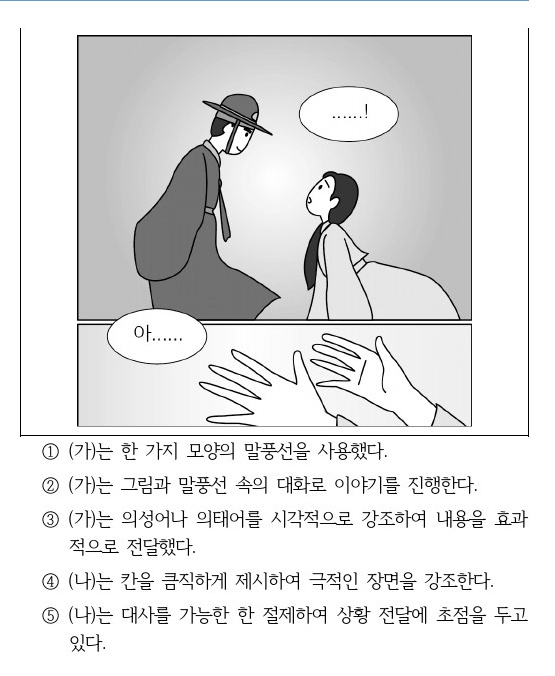 ……!
아……
① (가)는 한 가지 모양의 말풍선을 사용했다.
② (가)는 그림과 말풍선 속의 대화로 이야기를 진행한다.
③ (가)는 의성어나 의태어를 시각적으로 강조하여 내용을 효과
적으로 전달했다.
④ (나)는 칸을 큼직하게 제시하여 극적인 장면을 강조한다.
⑤ (나)는 대사를 가능한 한 절제하여 상황 전달에 초점을 두고
있다.